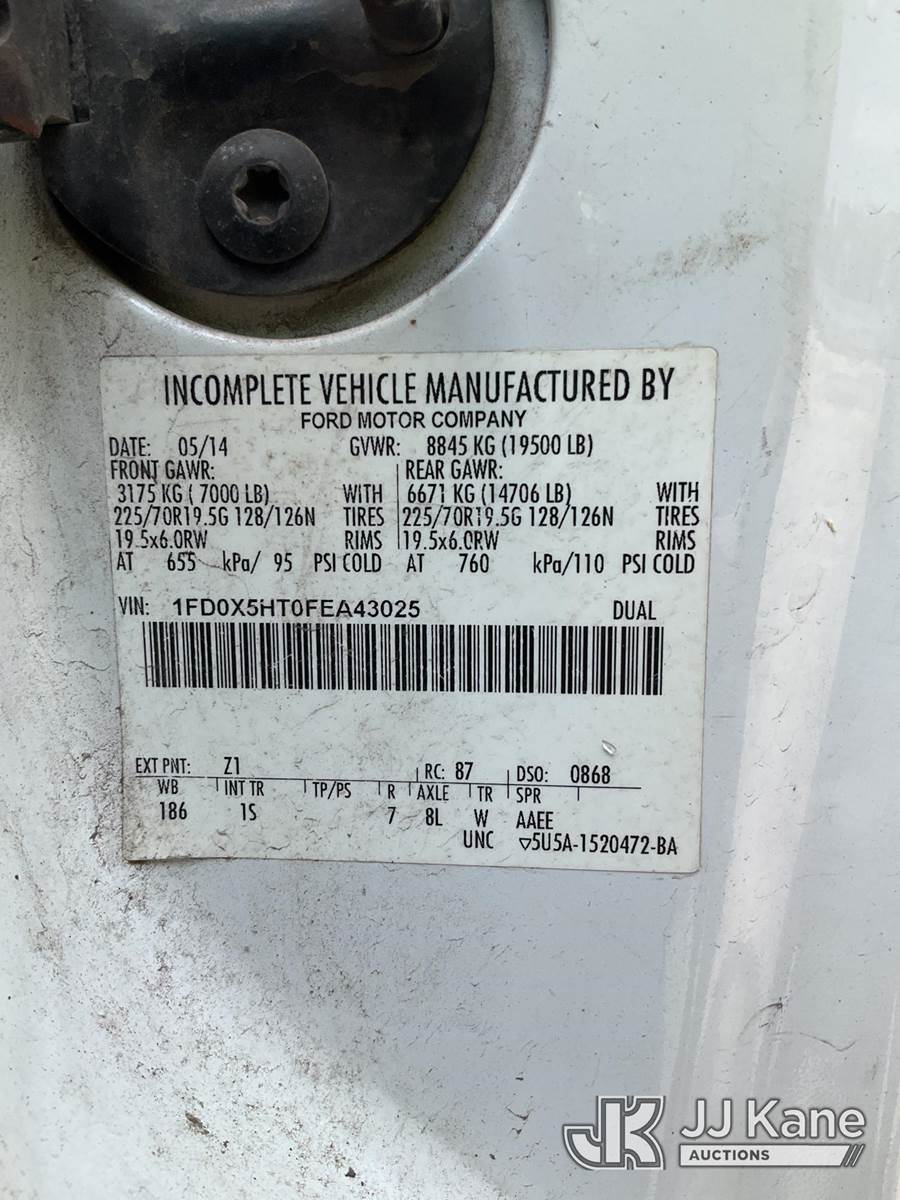 INCOMPLETE VEHICLE MANUFACTURED BY
FORD MOTOR COMPANY
DATE: 05/14 GVWR: 8845 KG (19500 LB)
FRONT GAWR: REAR GAWR:
3175 KG ( 7000 LB) WITH 6671 KG (14706 LB) WITH
225/70R19.5G 128/126N TIRES 225/70R19.5G 128/126N TIRES
19.5x6.0RW RIMS 19.5x6.0RW RIMS
AT 655 kPa/ 95 PSI COLD AT 760 kPa/110 PSI COLD
VIN: 1FD0X5HT0FEA43025 DUAL
EXT PNT: Z1 RC: 87 DSO: 0868
WB INT TR TP/PS R AXLE TR SPR
186 1S 7 8L W AAEE
UNC ▽5U5A-1520472-BA
JK JJ Kane
AUCTIONS